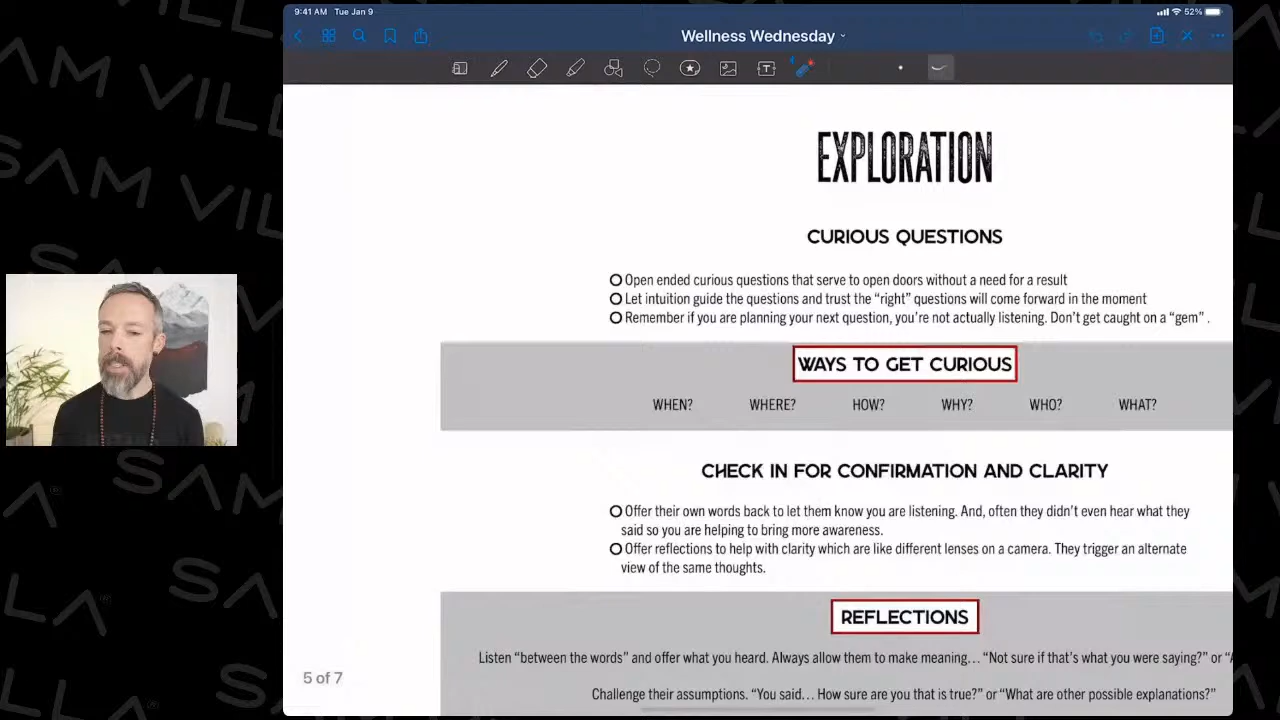 9:41 AM Tue Jan 9
52%
Wellness Wednesday
EXPLORATION
CURIOUS QUESTIONS
Open ended curious questions that serve to open doors without a need for a result
Let intuition guide the questions and trust the “right” questions will come forward in the moment
Remember if you are planning your next question, you’re not actually listening. Don’t get caught on a “gem” .
WAYS TO GET CURIOUS
WHEN? WHERE? HOW? WHY? WHO? WHAT?
CHECK IN FOR CONFIRMATION AND CLARITY
Offer their own words back to let them know you are listening. And, often they didn’t even hear what they
said so you are helping to bring more awareness.
Offer reflections to help with clarity which are like different lenses on a camera. They trigger an alternate
view of the same thoughts.
REFLECTIONS
Listen “between the words” and offer what you heard. Always allow them to make meaning… “Not sure if that’s what you were saying?” or
5 of 7
Challenge their assumptions. “You said… How sure are you that is true?” or “What are other possible explanations?”
SAM VILLA